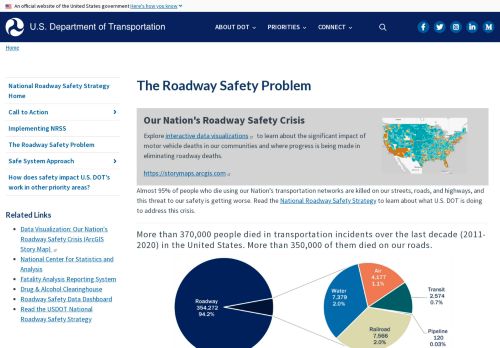 An official website of the United States government Here's how you know
U.S. Department of Transportation
ABOUT DOT
PRIORITIES
CONNECT
Home
National Roadway Safety Strategy
Home
Call to Action
Implementing NRSS
The Roadway Safety Problem
Safe System Approach
How does safety impact U.S. DOT's
work in other priority areas?
Related Links
Data Visualization: Our Nation's
Roadway Safety Crisis (ArcGIS
Story Map)
National Center for Statistics and
Analysis
Fatality Analysis Reporting System
Drug & Alcohol Clearinghouse
Roadway Safety Data Dashboard
Read the USDOT National
Roadway Safety Strategy
The Roadway Safety Problem
Our Nation's Roadway Safety Crisis
Explore interactive data visualizations to learn about the significant impact of
motor vehicle deaths in our communities and where progress is being made in
eliminating roadway deaths.
https://storymaps.arcgis.com
Almost 95% of people who die using our Nation's transportation networks are killed on our streets, roads, and highways, and
this threat to our safety is getting worse. Read the National Roadway Safety Strategy to learn about what U.S. DOT is doing
to address this crisis.
More than 370,000 people died in transportation incidents over the last decade (2011-
2020) in the United States. More than 350,000 of them died on our roads.
Roadway
354,272
94.2%
Air
4,177
1.1%
Water
7,379
2.0%
Transit
2,574
0.7%
Railroad
7,566
2.0%
Pipeline
120
0.03%